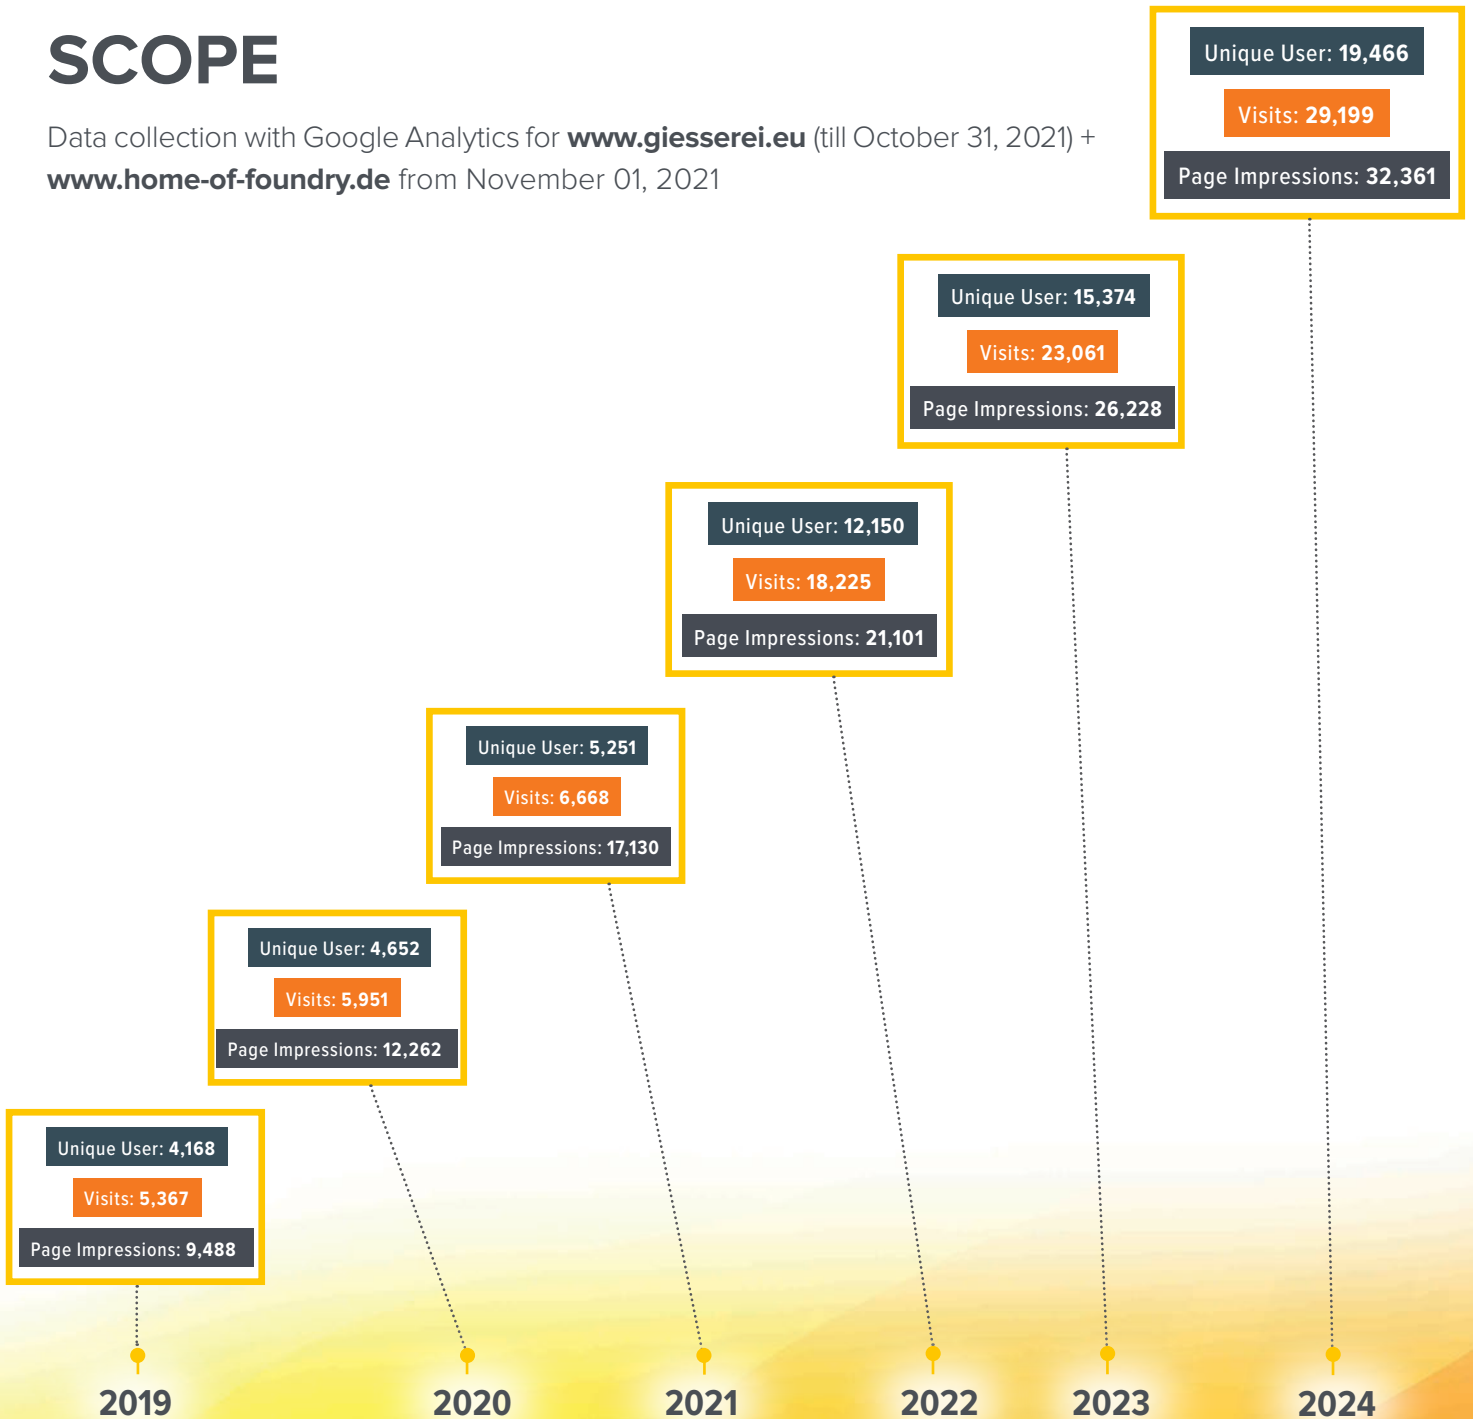 SCOPE
Data collection with Google Analytics for www.giesserei.eu (till October 31, 2021) +
www.home-of-foundry.de from November 01, 2021
Unique User: 19,466
Visits: 29,199
Page Impressions: 32,361
Unique User: 15,374
Visits: 23,061
Page Impressions: 26,228
Unique User: 12,150
Visits: 18,225
Page Impressions: 21,101
Unique User: 5,251
Visits: 6,668
Page Impressions: 17,130
Unique User: 4,652
Visits: 5,951
Page Impressions: 12,262
Unique User: 4,168
Visits: 5,367
Page Impressions: 9,488
2019 2020 2021 2022 2023 2024